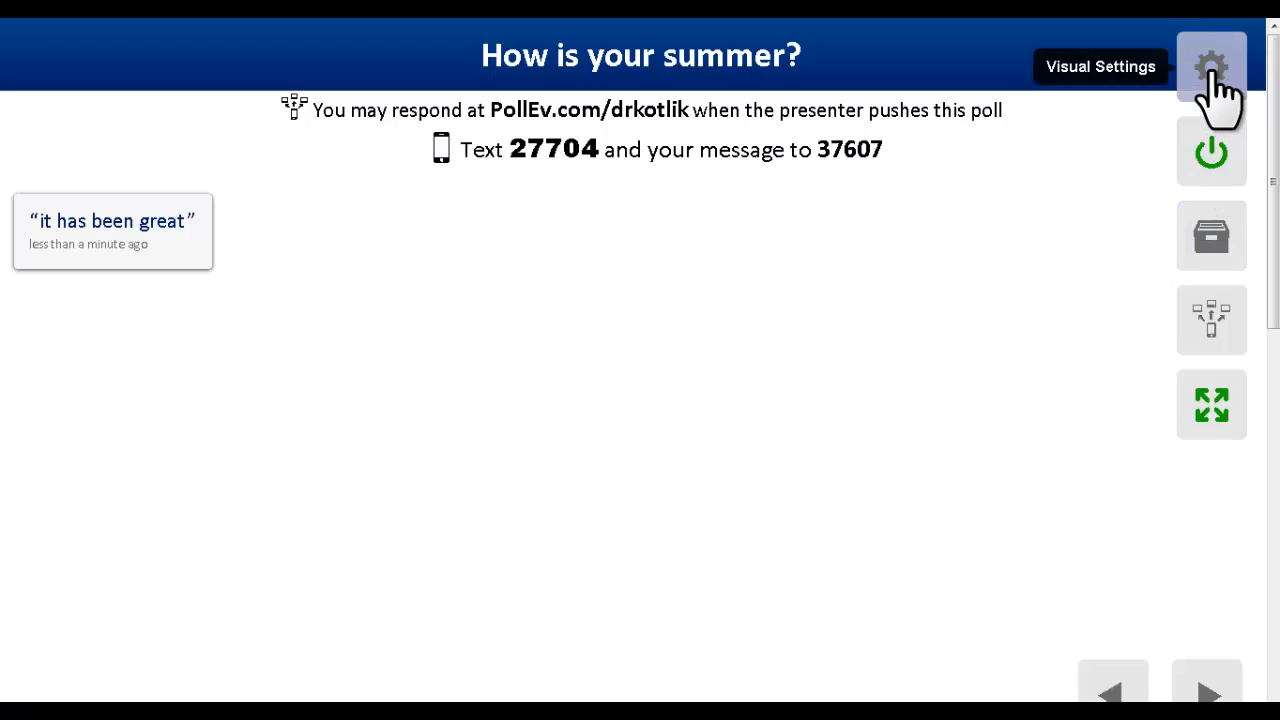 How is your summer?
Visual Settings
You may respond at PollEv.com/drkotlik when the presenter pushes this poll
Text 27704 and your message to 37607
“it has been great”
less than a minute ago